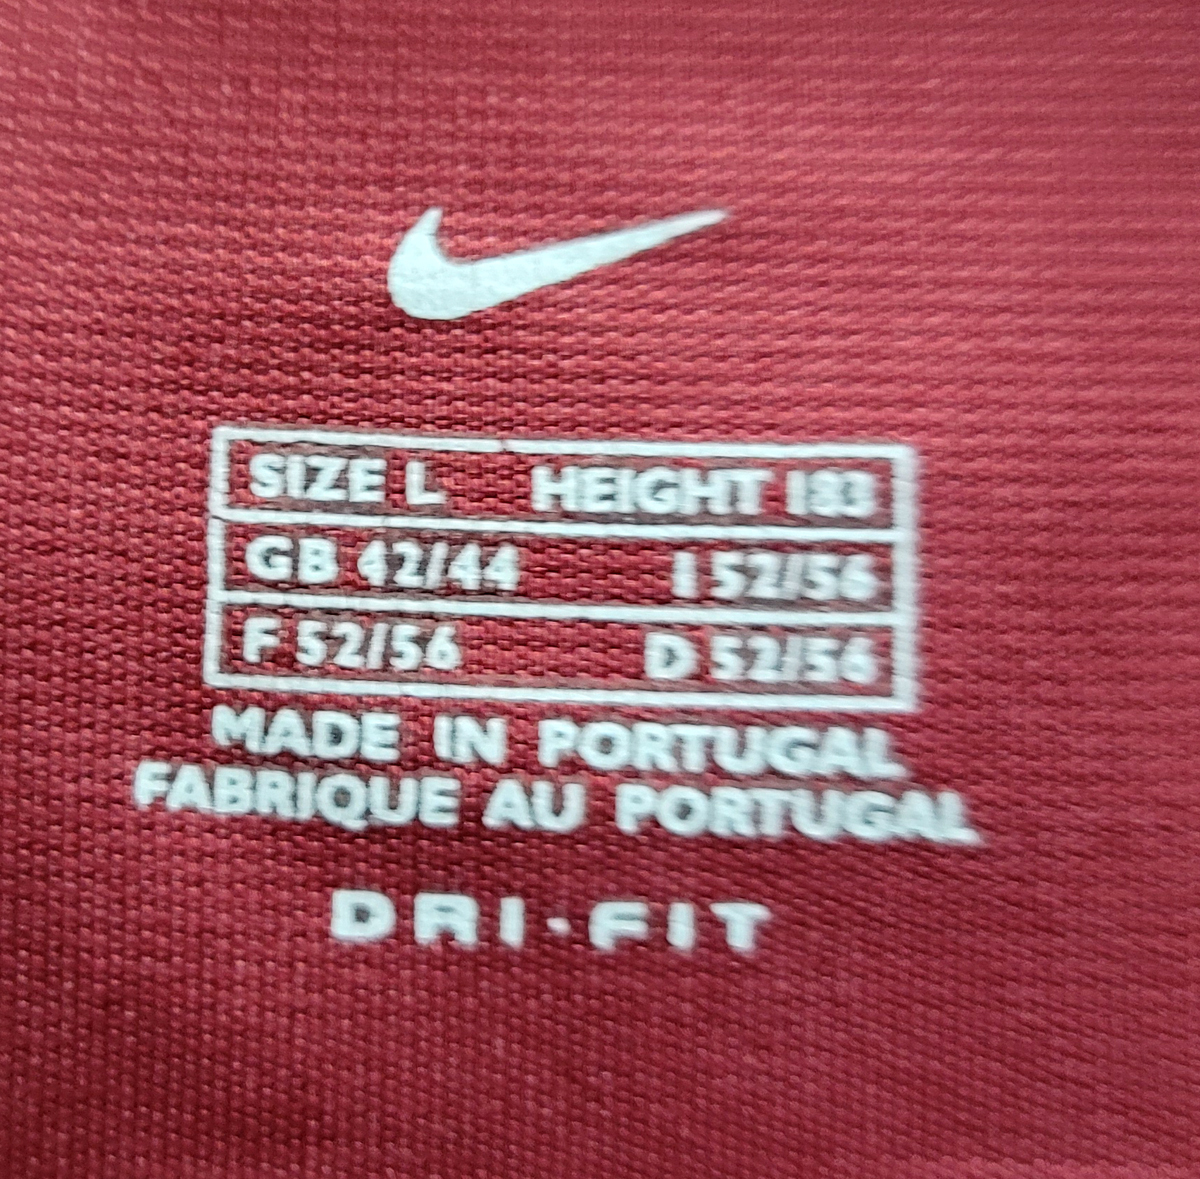 SIZE L HEIGHT 183
GB 42/44 I 52/56
F 52/56 D 52/56
MADE IN PORTUGAL
FABRIQUE AU PORTUGAL
DRI·FIT